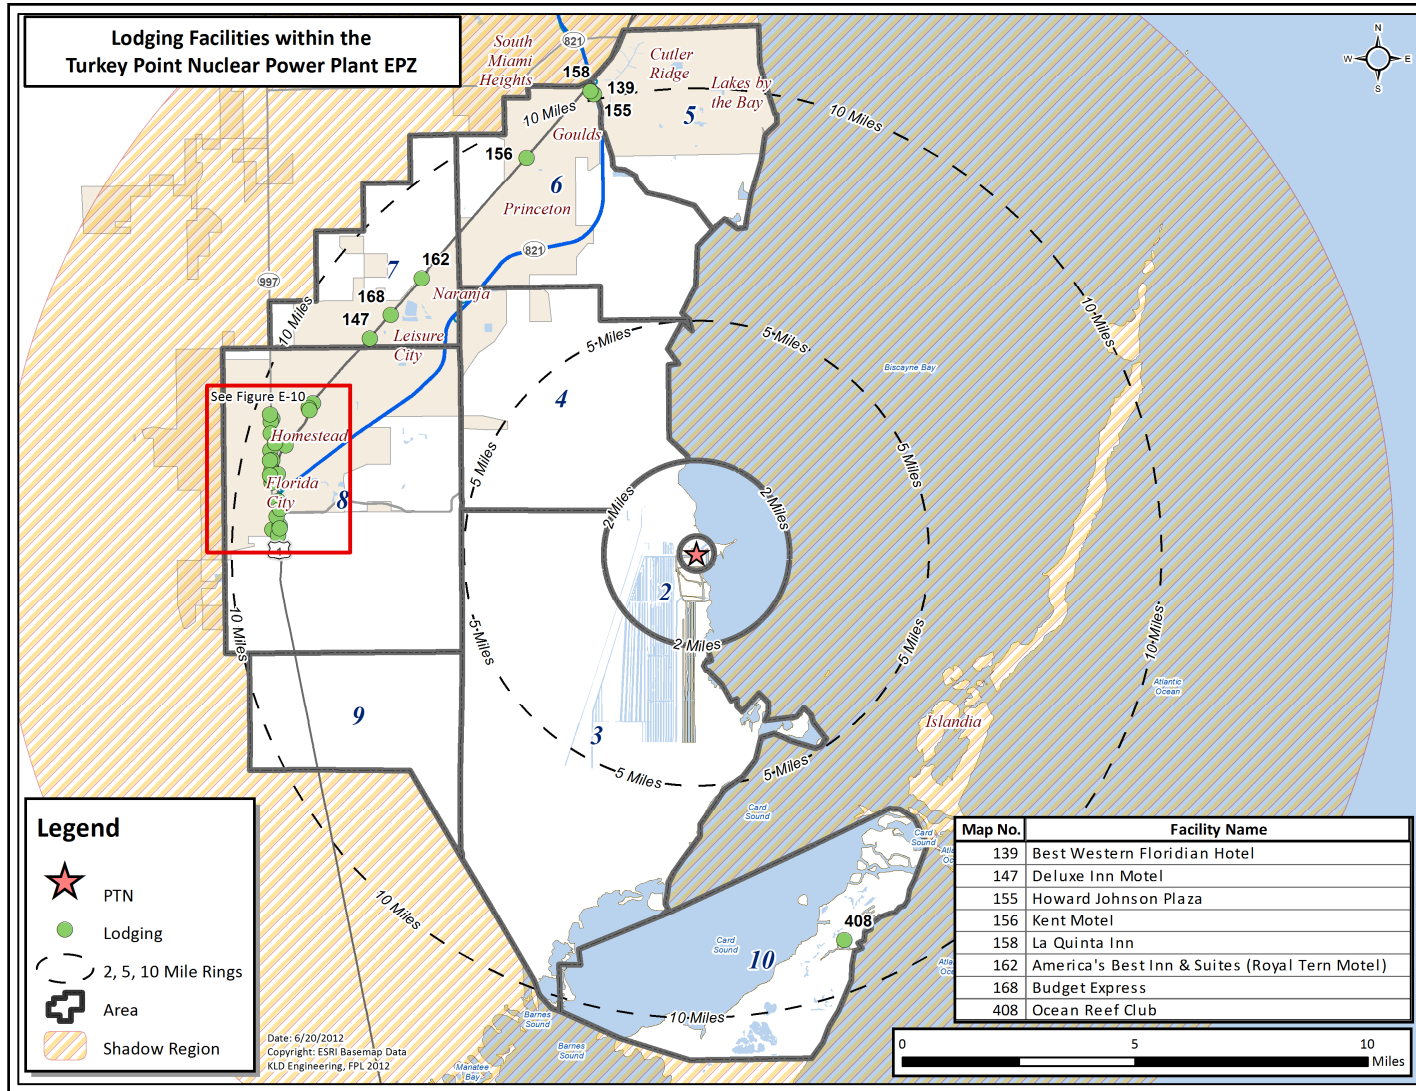 Lodging Facilities within the
Turkey Point Nuclear Power Plant EPZ
N
W E
S
South
Miami
Heights
821
Cutler
Ridge
Lakes by
the Bay
158
139
155
5
10 Miles
10 Miles
Goulds
156
6
Princeton
821
7
162
997
168
Naranja
147
Leisure
City
10 Miles
10 Miles
5 Miles
5 Miles
Biscayne Bay
See Figure E-10
4
Homestead
5 Miles
5 Miles
Florida
City
8
2 Miles
2 Miles
1
2
10 Miles
5 Miles
2 Miles
5 Miles
10 Miles
Atlantic
Ocean
9
3
Islandia
5 Miles
5 Miles
Card
Sound
Card
Sound
10 Miles
408
Card
Sound
10
10 Miles
Barnes
Sound
Barnes
Sound
Manatee
Bay
Legend
PTN
Lodging
2, 5, 10 Mile Rings
Area
Shadow Region
Date: 6/20/2012
Copyright: ESRI Basemap Data
KLD Engineering, FPL 2012
Map No. Facility Name
139 Best Western Floridian Hotel
147 Deluxe Inn Motel
155 Howard Johnson Plaza
156 Kent Motel
158 La Quinta Inn
162 America's Best Inn & Suites (Royal Tern Motel)
168 Budget Express
408 Ocean Reef Club
0 5 10
Miles